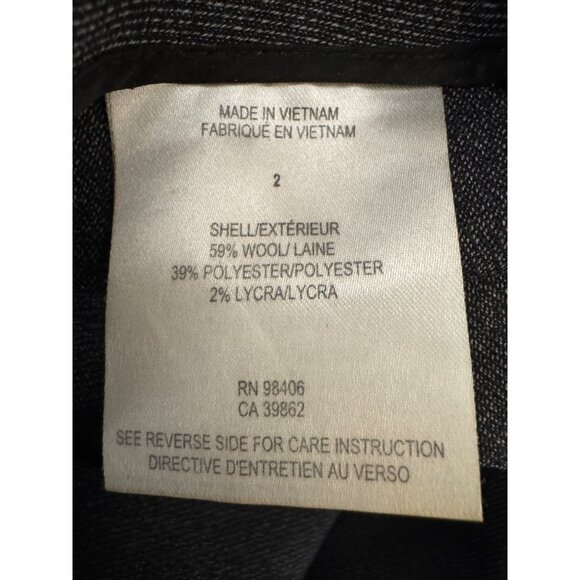 MADE IN VIETNAM
FABRIQUÉ EN VIETNAM
2
SHELL/EXTÉRIEUR
59% WOOL/ LAINE
39% POLYESTER/POLYESTER
2% LYCRA/LYCRA
RN 98406
CA 39862
SEE REVERSE SIDE FOR CARE INSTRUCTION
DIRECTIVE D'ENTRETIEN AU VERSO